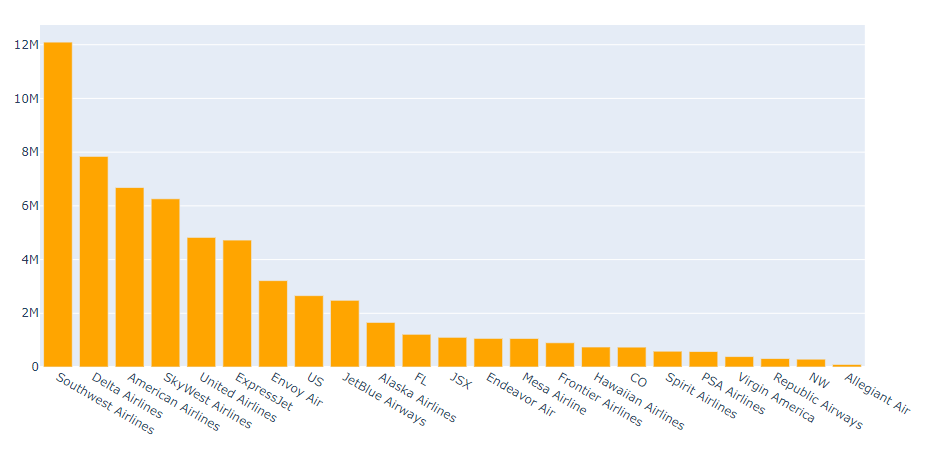 12M
10M
8M
6M
4M
2M
0
Southwest Airlines
Delta Airlines
American Airlines
SkyWest Airlines
United Airlines
ExpressJet
Envoy Air
US
JetBlue Airways
Alaska Airlines
FL
JSX
Endeavor Air
Mesa Airline
Frontier Airlines
Hawaiian Airlines
CO
Spirit Airlines
PSA Airlines
Virgin America
Republic Airways
NW
Allegiant Air